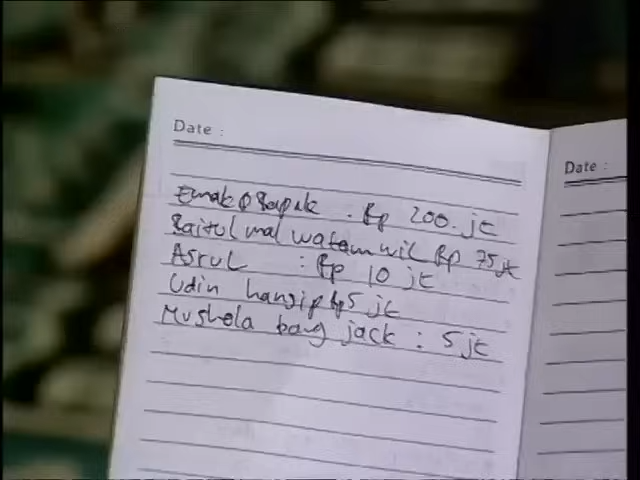 Date :
Emak & Bapak : Rp 200. jt
Baitul mal watamwil Rp 75 jt
Asrul : Rp 10 jt
Udin hansip Rp 5 jt
Mushola bang jack : 5 jt
Date :